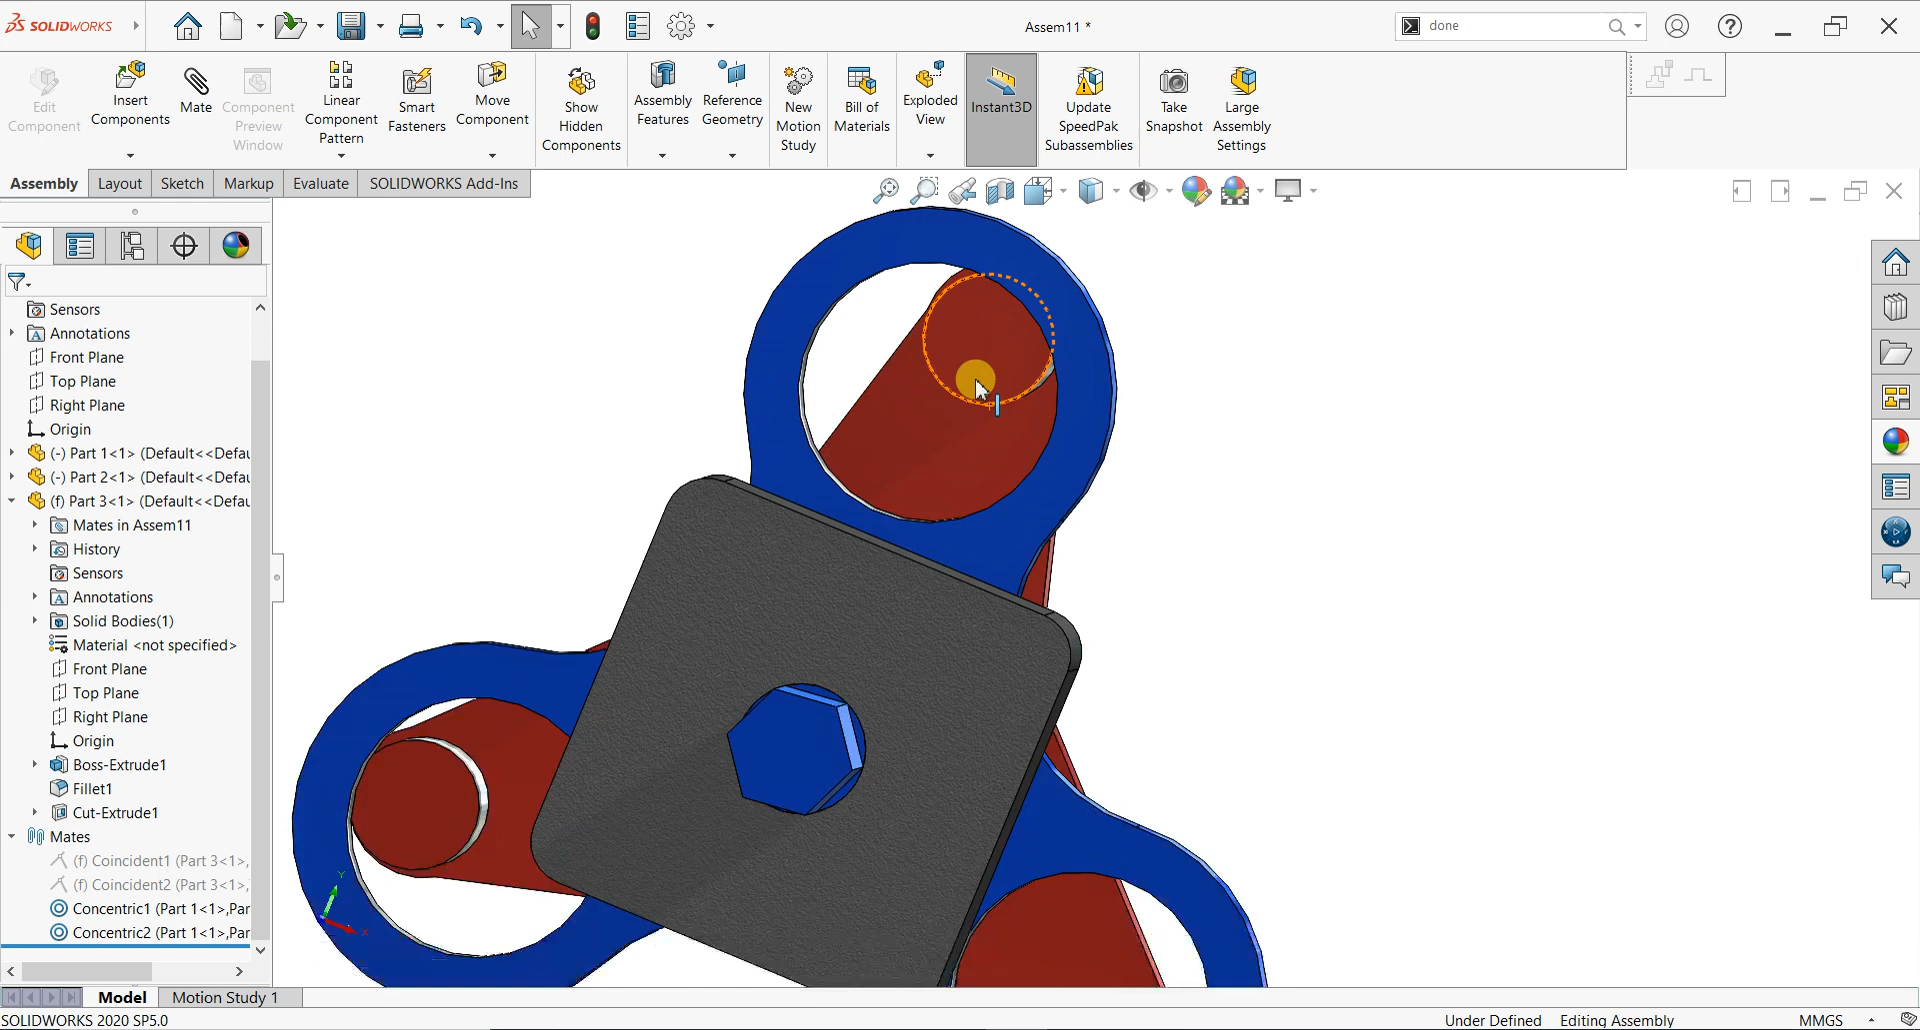 SOLIDWORKS
Assem11 *
done
Edit Component
Insert Components
Mate
Component Preview Window
Linear Component Pattern
Smart Fasteners
Move Component
Show Hidden Components
Assembly Features
Reference Geometry
New Motion Study
Bill of Materials
Exploded View
Instant3D
Update SpeedPak Subassemblies
Take Snapshot
Large Assembly Settings
Assembly
Layout
Sketch
Markup
Evaluate
SOLIDWORKS Add-Ins
Sensors
Annotations
Front Plane
Top Plane
Right Plane
Origin
(-) Part 1<1> (Default<<Defau
(-) Part 2<1> (Default<<Defau
(f) Part 3<1> (Default<<Defau
Mates in Assem11
History
Sensors
Annotations
Solid Bodies(1)
Material <not specified>
Front Plane
Top Plane
Right Plane
Origin
Boss-Extrude1
Fillet1
Cut-Extrude1
Mates
(f) Coincident1 (Part 3<1>,
(f) Coincident2 (Part 3<1>,
Concentric1 (Part 1<1>,Par
Concentric2 (Part 1<1>,Par
Y
X
Model
Motion Study 1
SOLIDWORKS 2020 SP5.0
Under Defined
Editing Assembly
MMGS